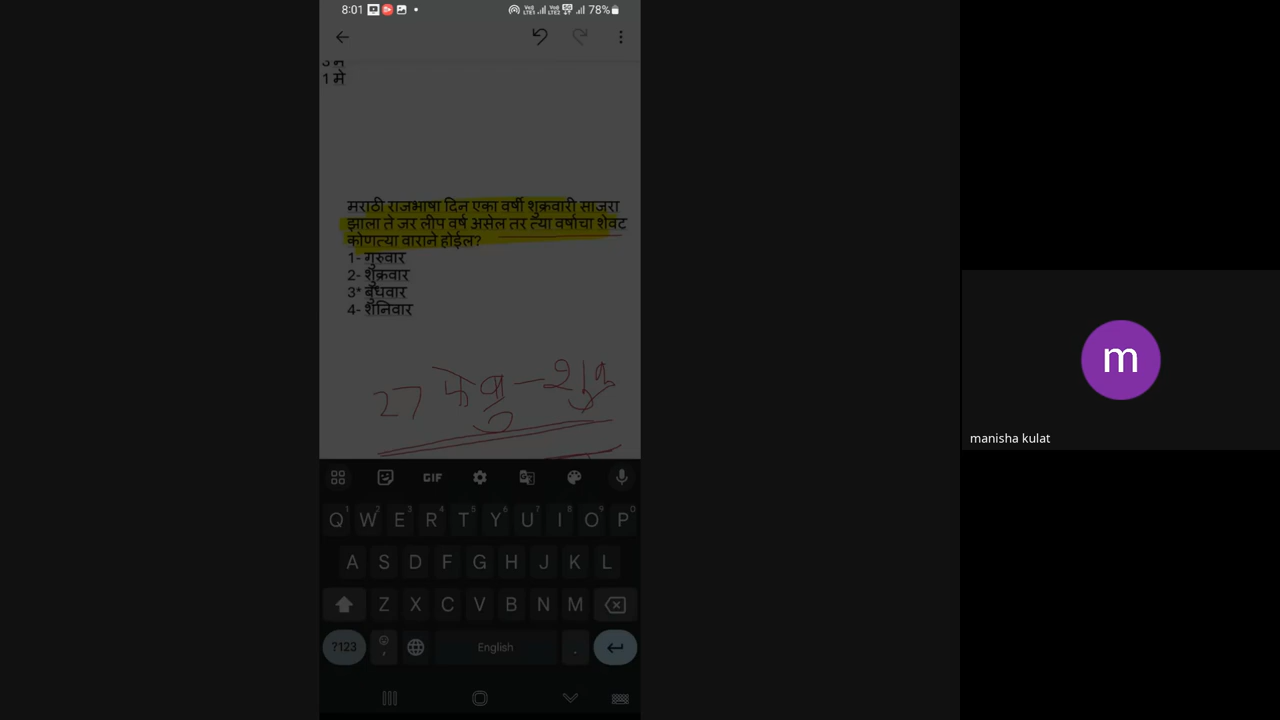 8:01 78%
1 मे
मराठी राजभाषा दिन एका वर्षी शुक्रवारी साजरा
झाला ते जर लीप वर्ष असेल तर त्या वर्षाचा शेवट
कोणत्या वाराने होईल?
1- गुरुवार
2- शुक्रवार
3* बुधवार
4- शनिवार
27 फेब्रु - शुक्र
GIF
Q W E R T Y U I O P
A S D F G H J K L
Z X C V B N M
?123 , English .
m
manisha kulat